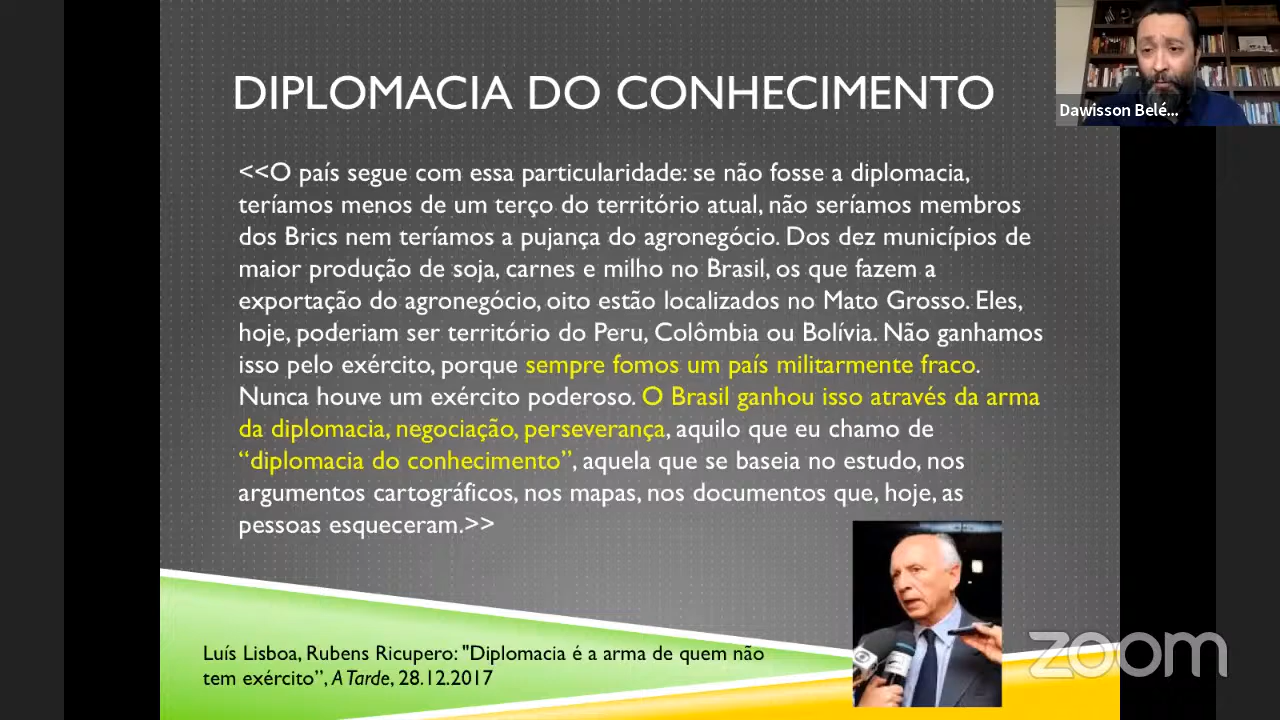 DIPLOMACIA DO CONHECIMENTO
Dawisson Belé...
<<O país segue com essa particularidade: se não fosse a diplomacia,
teríamos menos de um terço do território atual, não seríamos membros
dos Brics nem teríamos a pujança do agronegócio. Dos dez municípios de
maior produção de soja, carnes e milho no Brasil, os que fazem a
exportação do agronegócio, oito estão localizados no Mato Grosso. Eles,
hoje, poderiam ser território do Peru, Colômbia ou Bolívia. Não ganhamos
isso pelo exército, porque sempre fomos um país militarmente fraco.
Nunca houve um exército poderoso. O Brasil ganhou isso através da arma
da diplomacia, negociação, perseverança, aquilo que eu chamo de
“diplomacia do conhecimento”, aquela que se baseia no estudo, nos
argumentos cartográficos, nos mapas, nos documentos que, hoje, as
pessoas esqueceram.>>
Luís Lisboa, Rubens Ricupero: "Diplomacia é a arma de quem não
tem exército”, A Tarde, 28.12.2017
zoom